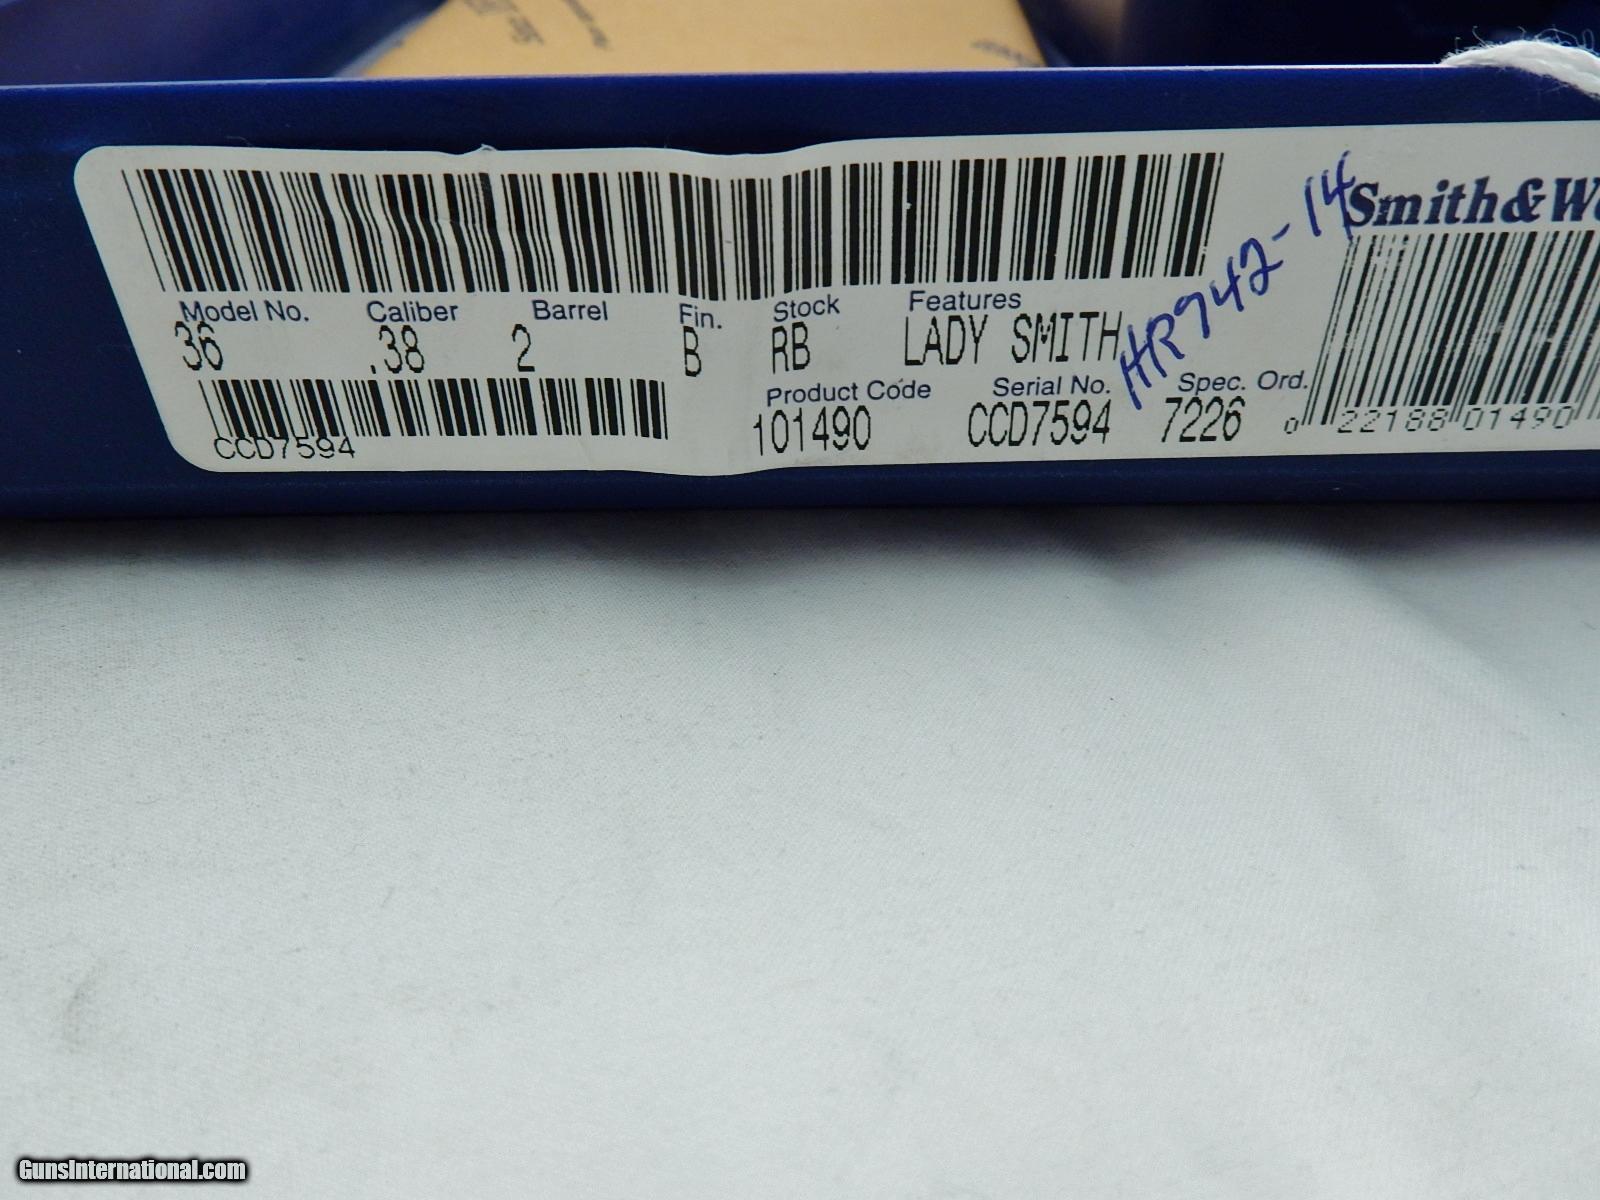 Smith&W
Model No. Caliber Barrel Fin. Stock Features
36 .38 2 B RB LADY SMITH
HR942-14
Product Code Serial No. Spec. Ord.
101490 CCD7594 7226
CCD7594
0 22188 01490
GunsInternational.com